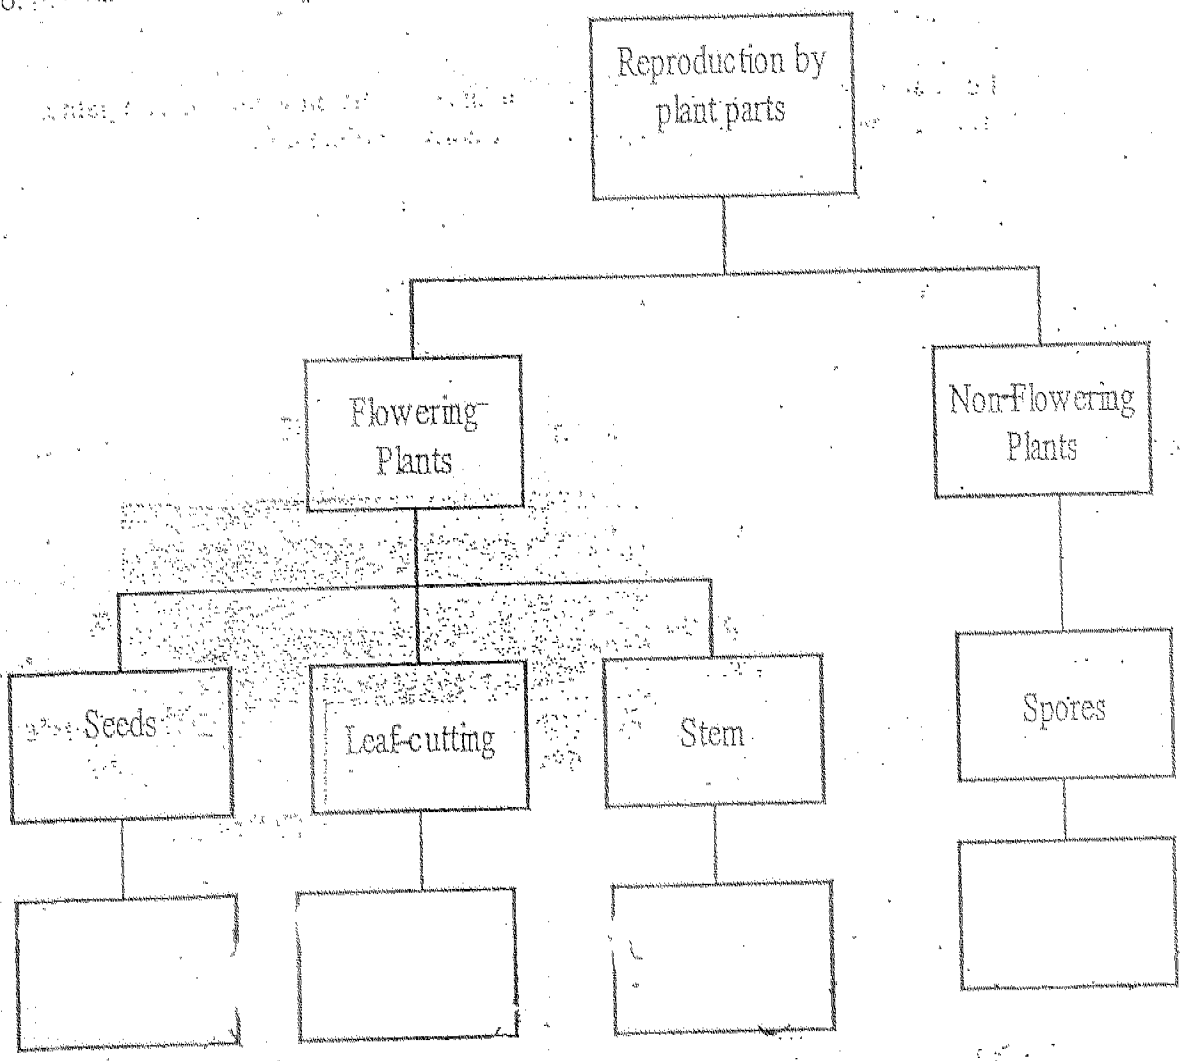 Reproduction by
plant parts
Flowering
Plants
Non-Flowering
Plants
Seeds
Leaf-cutting
Stem
Spores